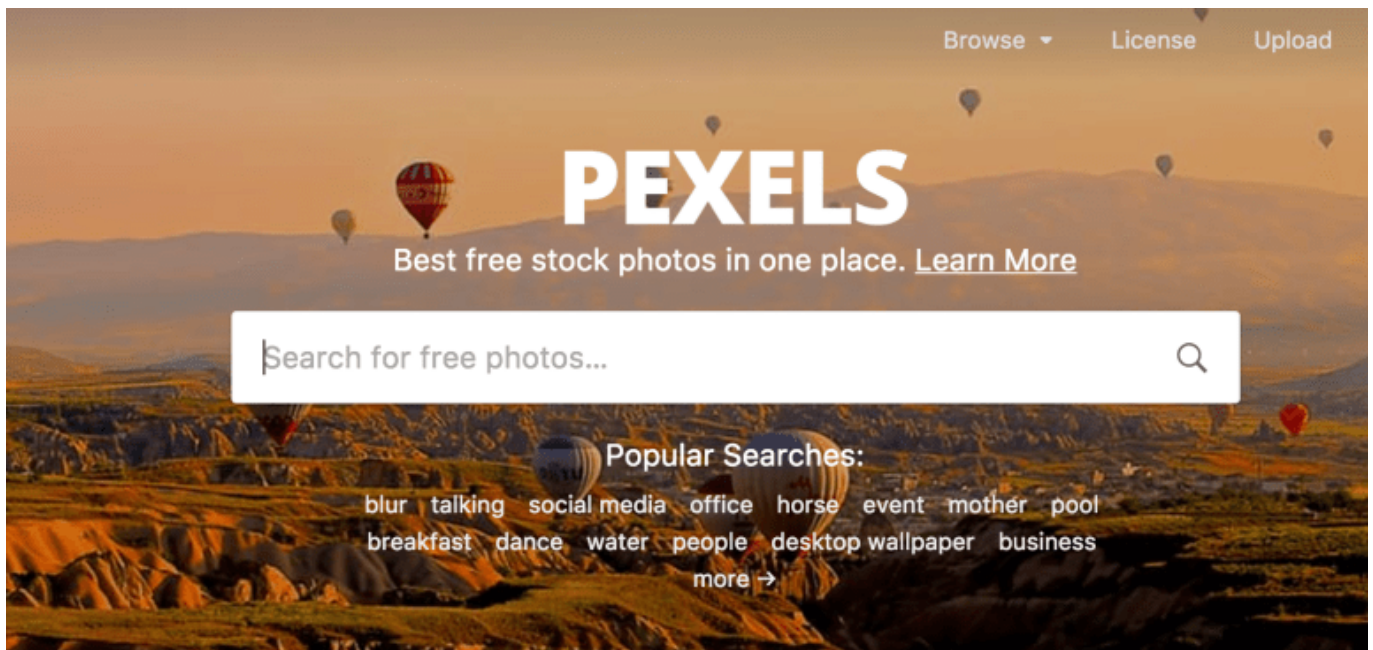 Browse License Upload
PEXELS
Best free stock photos in one place. Learn More
Search for free photos...
Popular Searches:
blur talking social media office horse event mother pool
breakfast dance water people desktop wallpaper business
more →